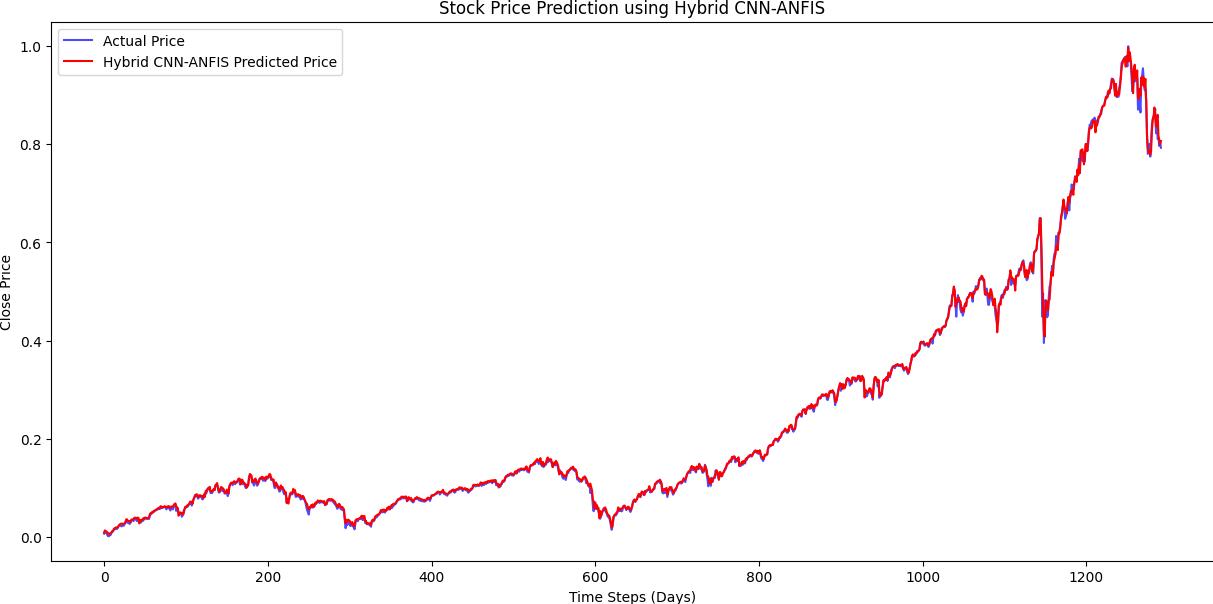 Stock Price Prediction using Hybrid CNN-ANFIS
Actual Price
Hybrid CNN-ANFIS Predicted Price
Close Price
1.0
0.8
0.6
0.4
0.2
0.0
0 200 400 600 800 1000 1200
Time Steps (Days)